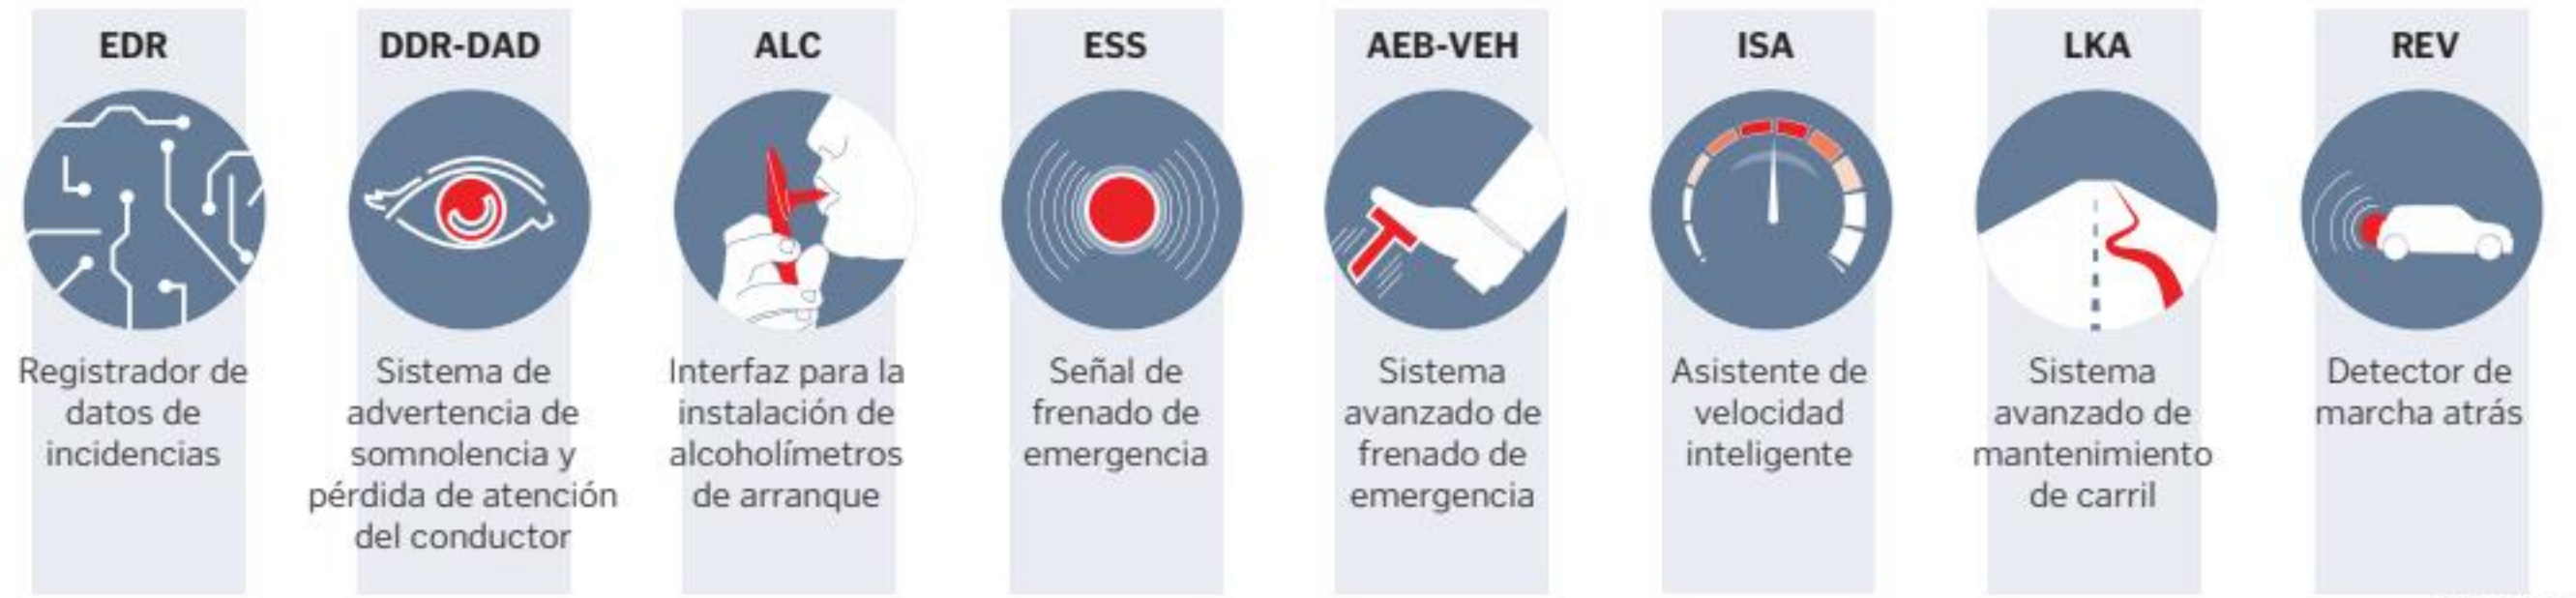 EDR
Registrador de
datos de
incidencias
DDR-DAD
Sistema de
advertencia de
somnolencia y
pérdida de atención
del conductor
ALC
Interfaz para la
instalación de
alcoholímetros
de arranque
ESS
Señal de
frenado de
emergencia
AEB-VEH
Sistema
avanzado de
frenado de
emergencia
ISA
Asistente de
velocidad
inteligente
LKA
Sistema
avanzado de
mantenimiento
de carril
REV
Detector de
marcha atrás